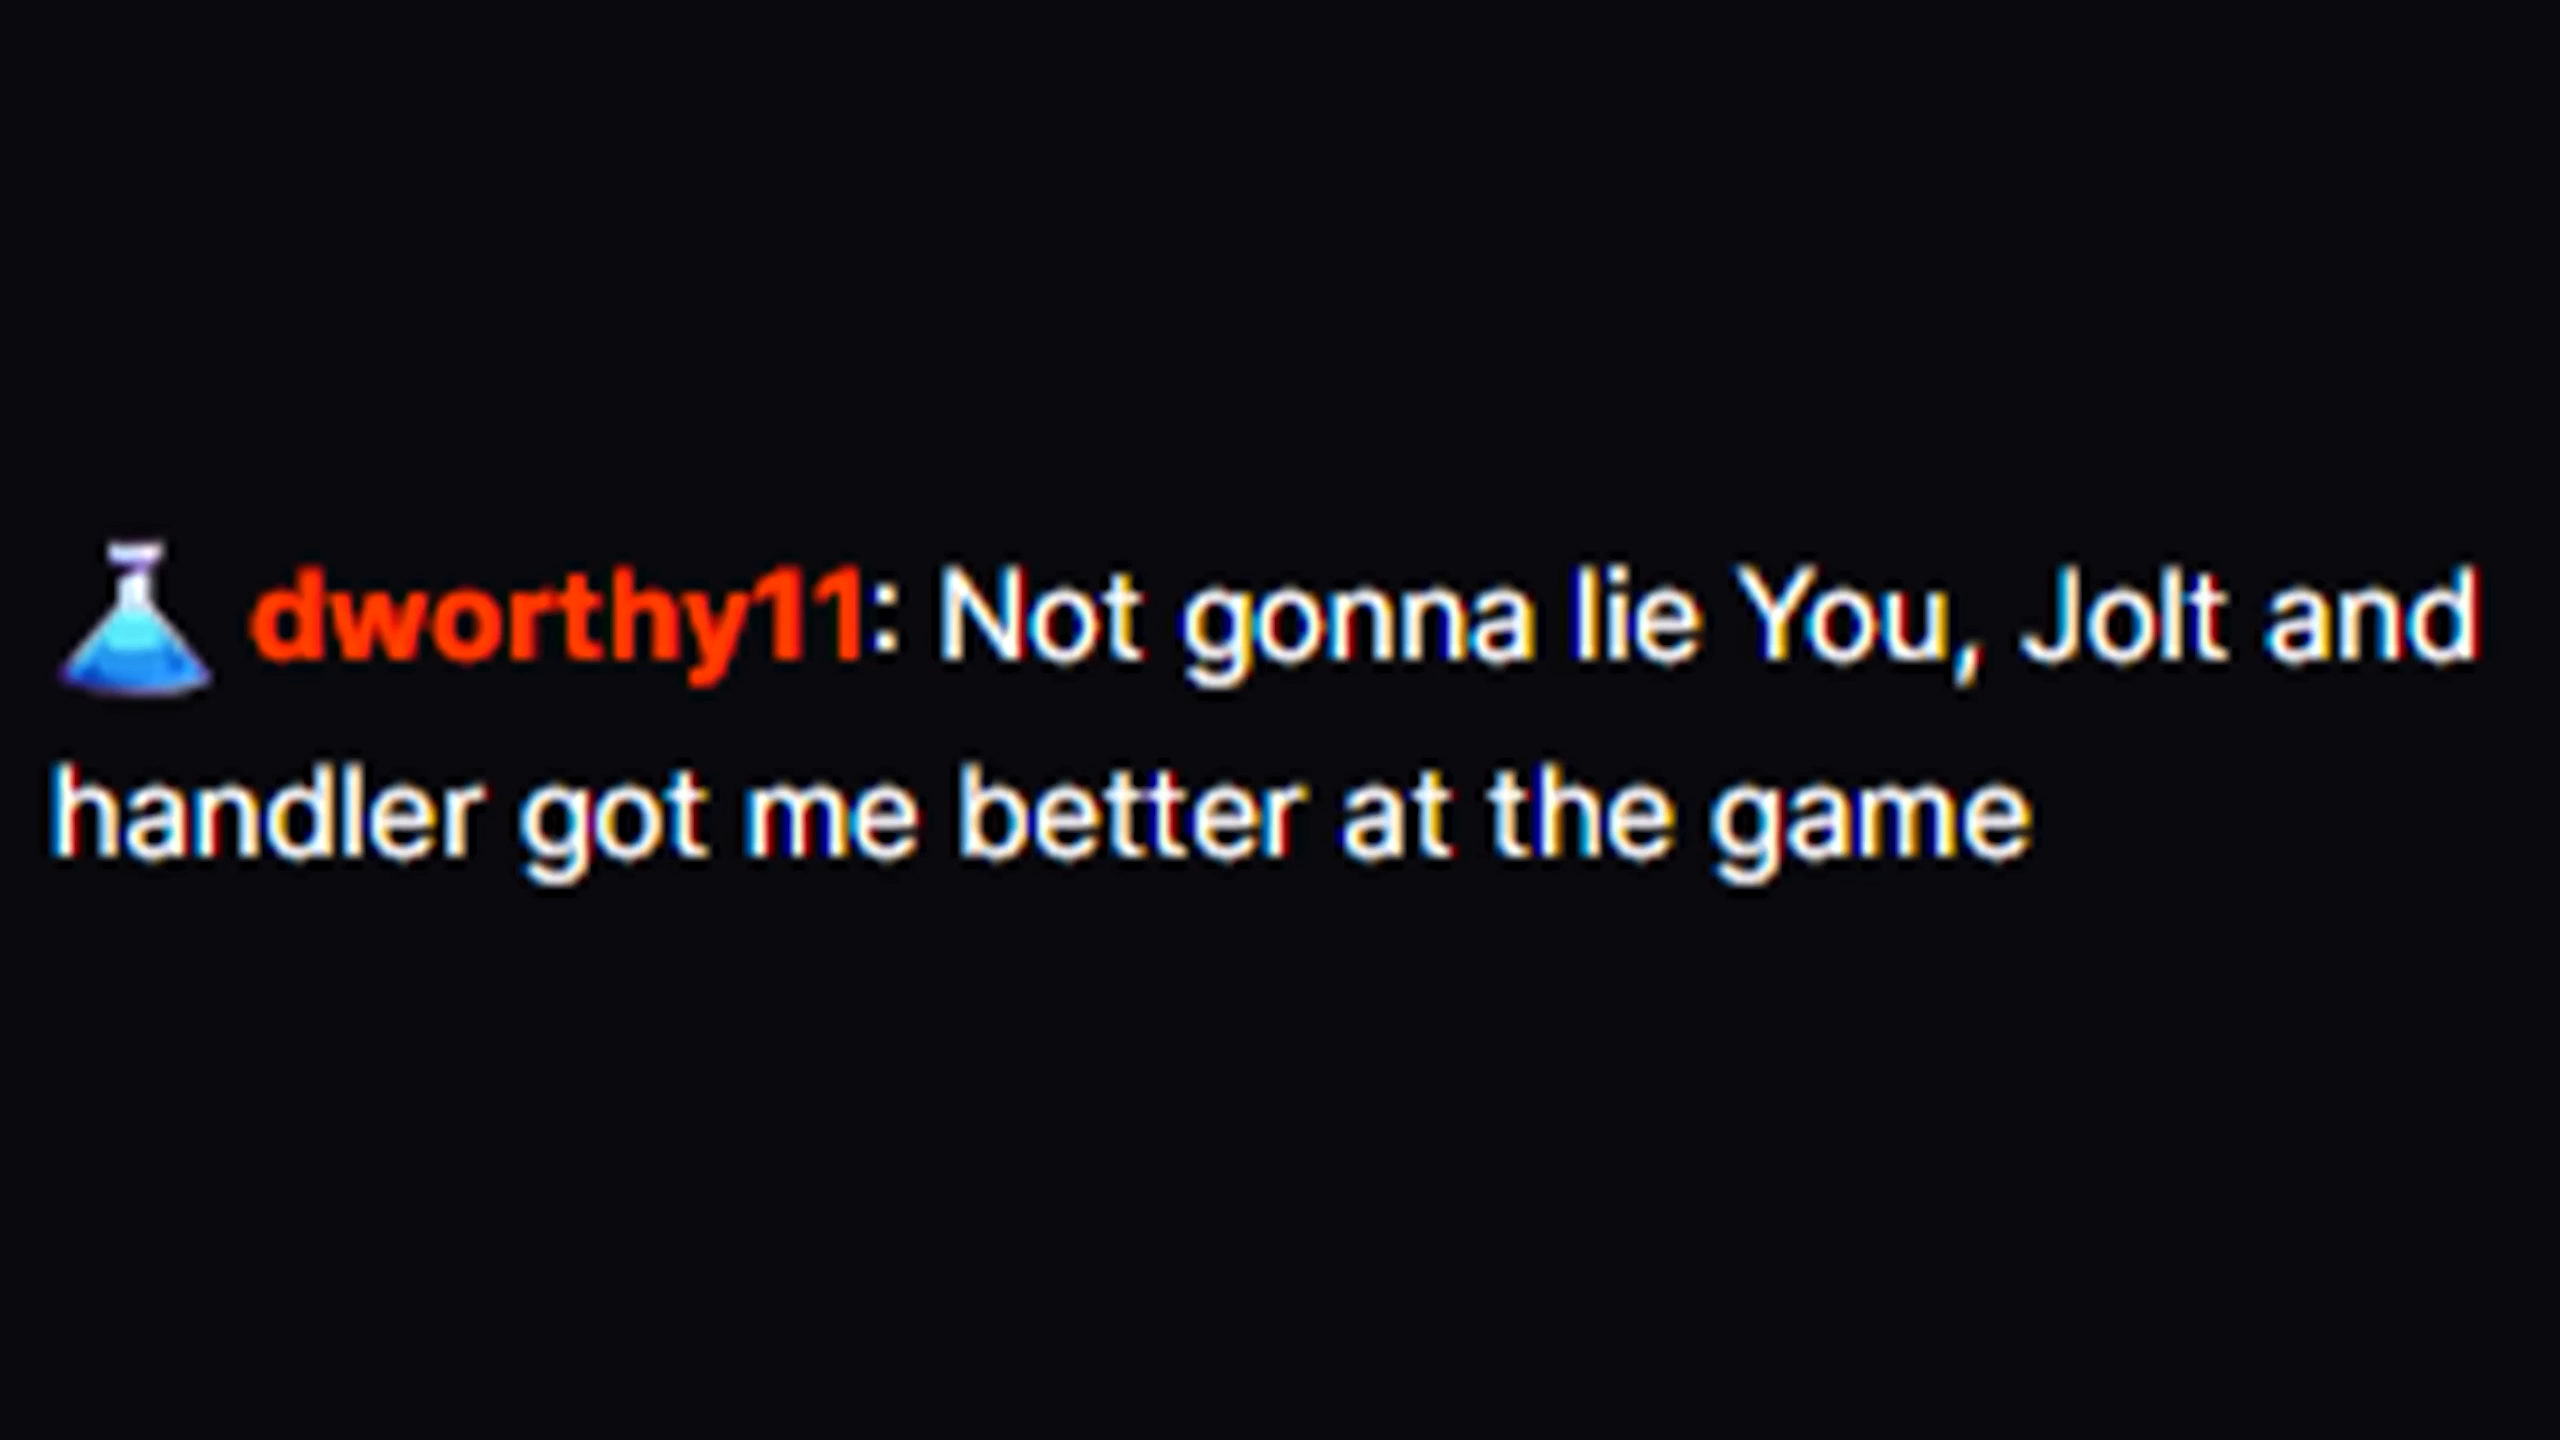 dworthy11: Not gonna lie You, Jolt and
handler got me better at the game